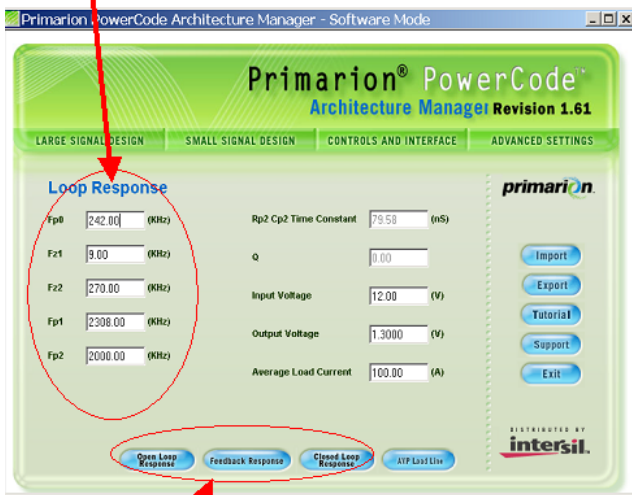 Primarion PowerCode Architecture Manager - Software Mode
Primarion® PowerCode™
Architecture Manager Revision 1.61
LARGE SIGNAL DESIGN SMALL SIGNAL DESIGN CONTROLS AND INTERFACE ADVANCED SETTINGS
Loop Response
primarion.
Fp0 242.00 (KHz) Rp2 Cp2 Time Constant 79.58 (nS)
Fz1 9.00 (KHz) Q 0.00
Import
Fz2 270.00 (KHz) Input Voltage 12.00 (V)
Export
Tutorial
Fp1 2308.00 (KHz) Output Voltage 1.3000 (V)
Support
Fp2 2000.00 (KHz) Average Load Current 100.00 (A)
Exit
DISTRIBUTED BY
intersil.
Open Loop Response Feedback Response Closed Loop Response AVP Load Line